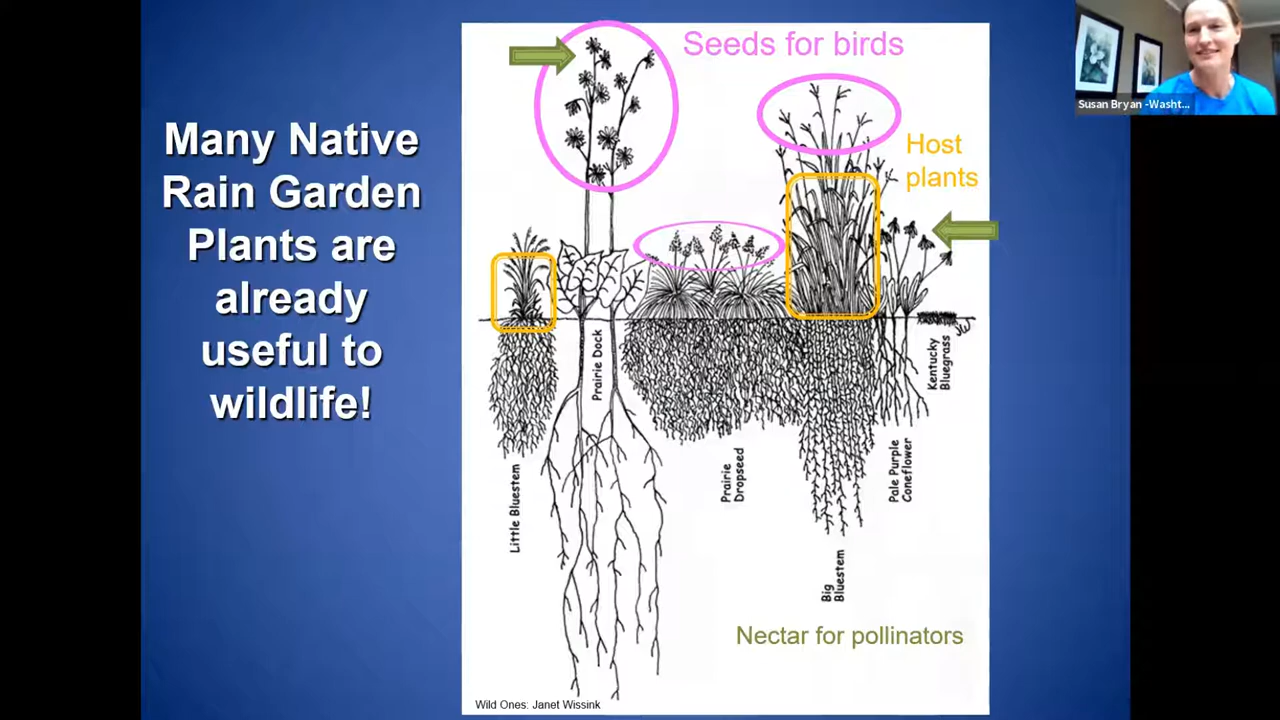 Many Native
Rain Garden
Plants are
already
useful to
wildlife!
Seeds for birds
Host
plants
Little Bluestem
Prairie Dock
Prairie
Dropseed
Big
Bluestem
Pale Purple
Coneflower
Kentucky
Bluegrass
Nectar for pollinators
Wild Ones: Janet Wissink
Susan Bryan -Washt...